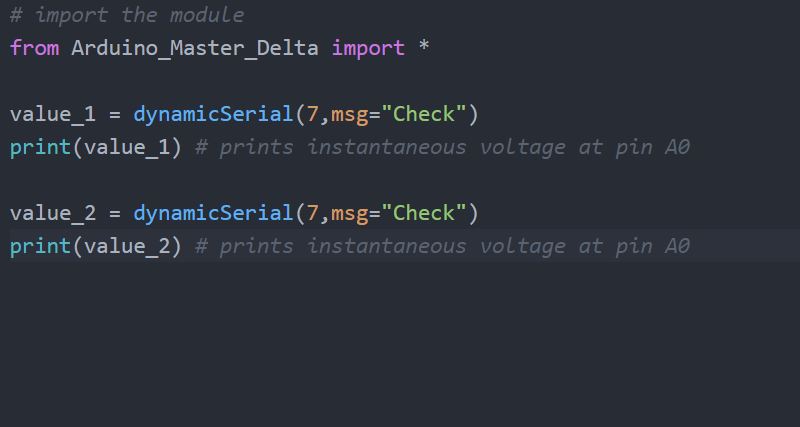 # import the module
from Arduino_Master_Delta import *
value_1 = dynamicSerial(7,msg="Check")
print(value_1) # prints instantaneous voltage at pin A0
value_2 = dynamicSerial(7,msg="Check")
print(value_2) # prints instantaneous voltage at pin A0